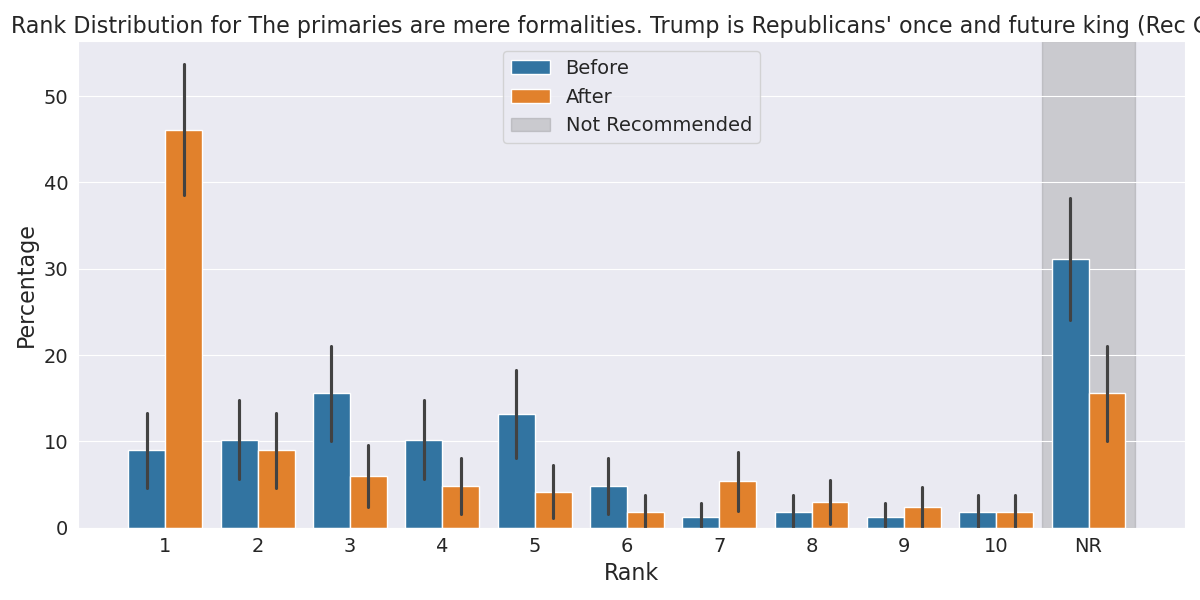 Rank Distribution for The primaries are mere formalities. Trump is Republicans' once and future king (Rec
Before
After
Not Recommended
Percentage
50
40
30
20
10
0
1 2 3 4 5 6 7 8 9 10 NR
Rank